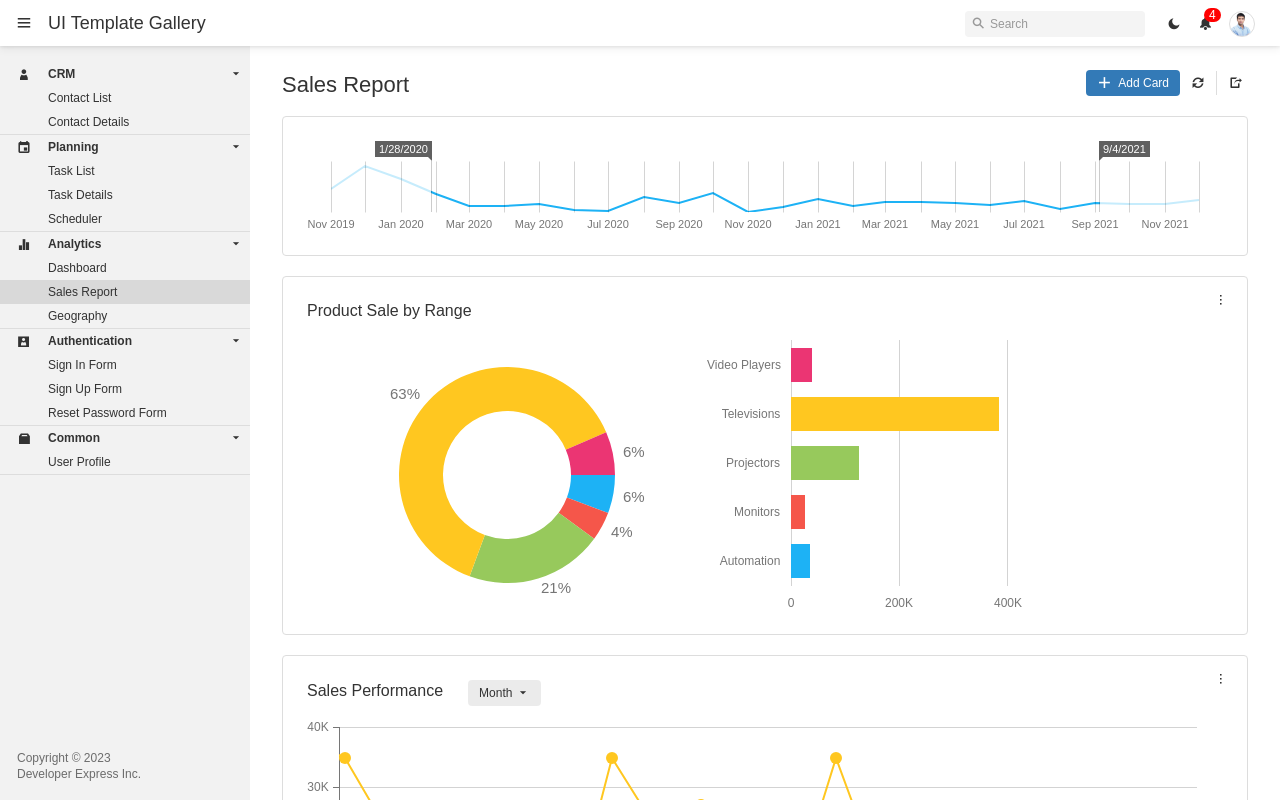 UI Template Gallery
Search
4
CRM
Contact List
Contact Details
Planning
Task List
Task Details
Scheduler
Analytics
Dashboard
Sales Report
Geography
Authentication
Sign In Form
Sign Up Form
Reset Password Form
Common
User Profile
Copyright © 2023
Developer Express Inc.
Sales Report
Add Card
1/28/2020
9/4/2021
Nov 2019 Jan 2020 Mar 2020 May 2020 Jul 2020 Sep 2020 Nov 2020 Jan 2021 Mar 2021 May 2021 Jul 2021 Sep 2021 Nov 2021
Product Sale by Range
63%
6%
6%
4%
21%
Video Players
Televisions
Projectors
Monitors
Automation
0 200K 400K
Sales Performance
Month
40K
30K